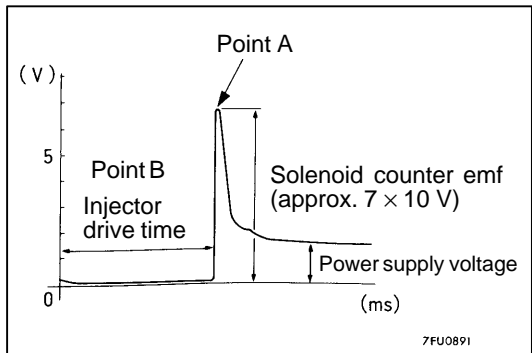 Point A
(V)
5
Point B
Injector
drive time
Solenoid counter emf
(approx. 7 × 10 V)
Power supply voltage
0
(ms)
7FU0891